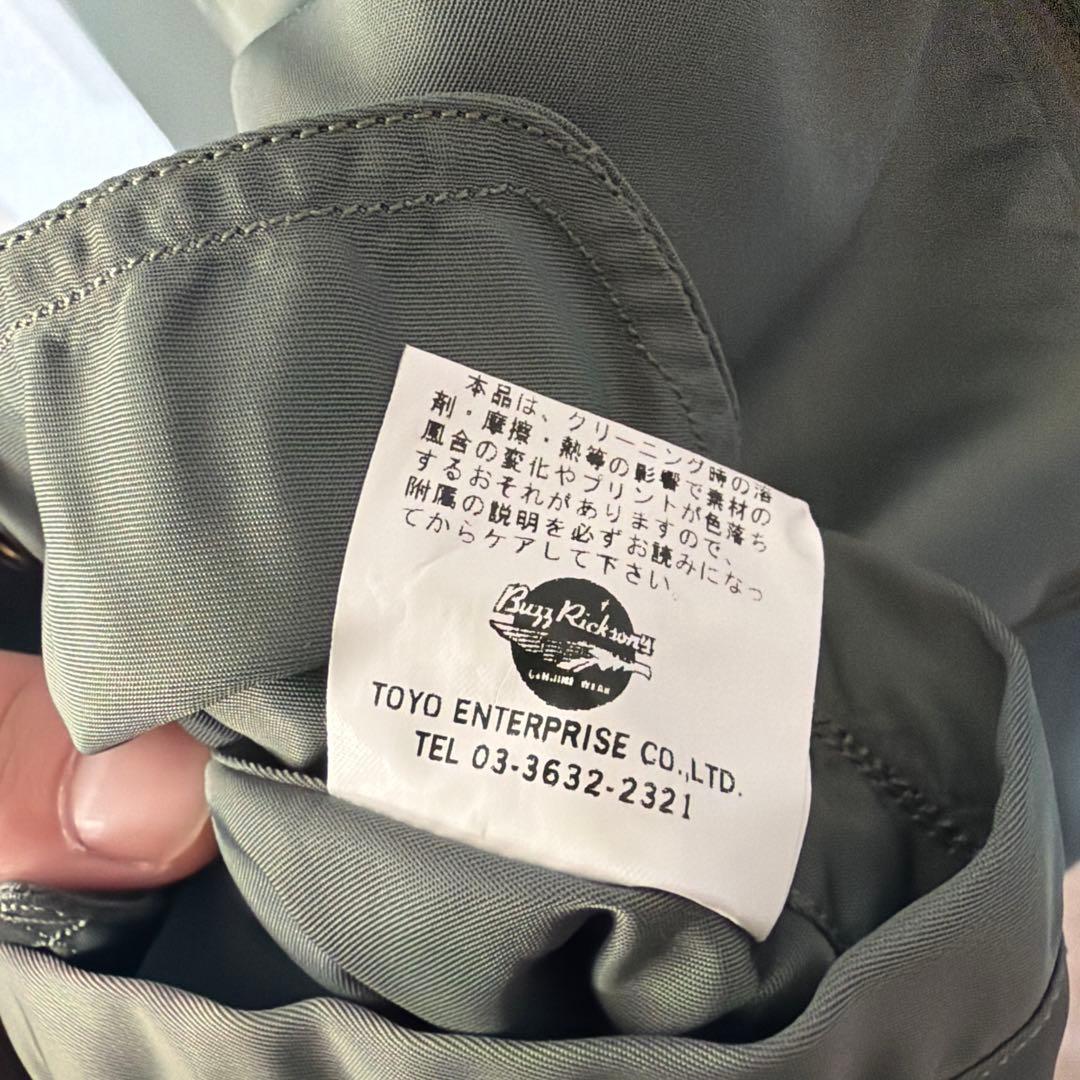 本品は、クリーニング時の溶
剤・摩擦・熱等の影響で素材の
風合の変化やプリントが色落ち
するおそれがありますので、
附属の説明を必ずお読みになっ
てからケアして下さい。
Buzz Rickson's
GENUINE WEAR
TOYO ENTERPRISE CO.,LTD.
TEL 03-3632-2321